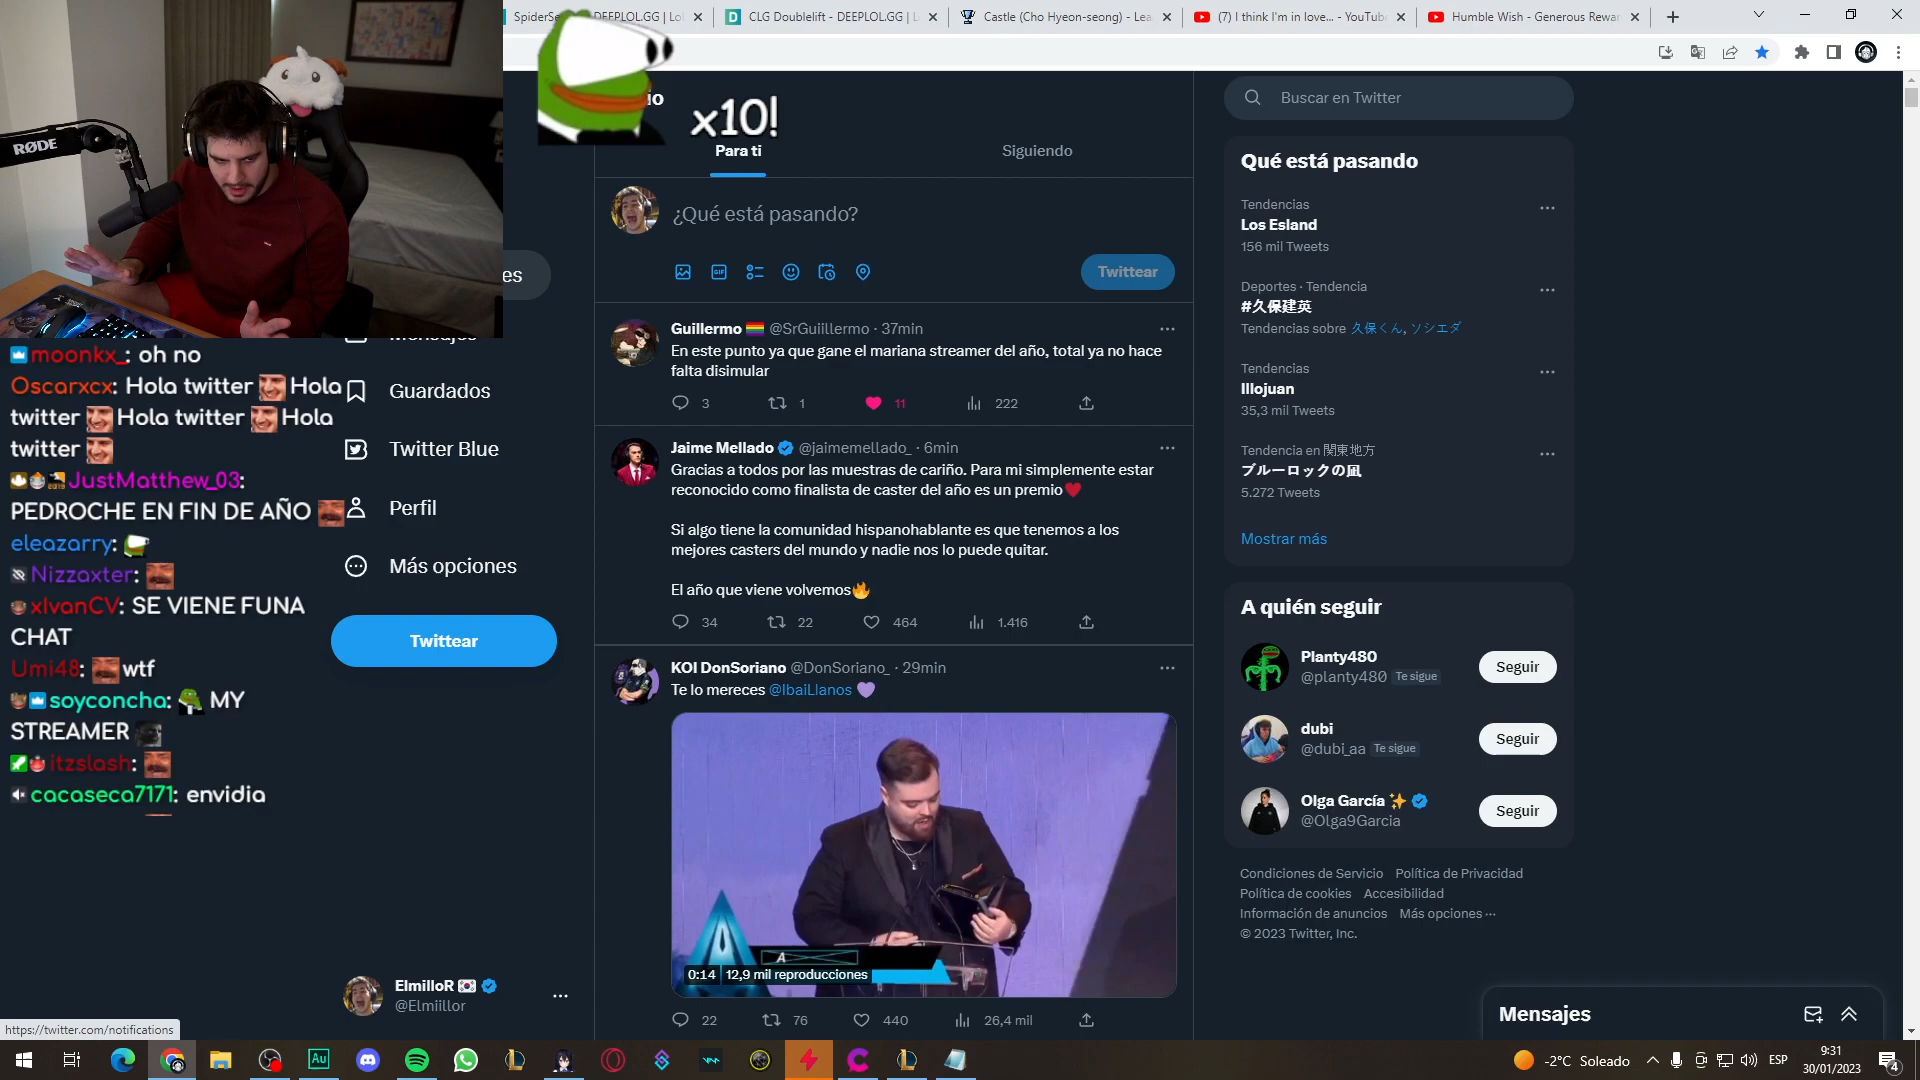 SpiderSe
DEEPLOL.GG | Lo
CLG Doublelift - DEEPLOL.GG | L
Castle (Cho Hyeon-seong) - Lea
(7) I think I'm in love... - YouTub
Humble Wish - Generous Rewar
RØDE
x10!
io
Para ti
Siguiendo
¿Qué está pasando?
GIF
Twittear
es
Mensajes
Guardados
Twitter Blue
Perfil
Más opciones
Twittear
ElmilloR
@Elmiillor
https://twitter.com/notifications
moonkx_: oh no
Oscarxcx: Hola twitter Hola
twitter Hola twitter Hola
twitter
JustMatthew_03:
PEDROCHE EN FIN DE AÑO
eleazarry:
Nizzaxter:
xIvanCV: SE VIENE FUNA
CHAT
Umi48: wtf
soyconcha: MY
STREAMER
itzslash:
cacaseca7171: envidia
Guillermo @SrGuiillermo · 37min
En este punto ya que gane el mariana streamer del año, total ya no hace
falta disimular
3 1 11 222
Jaime Mellado @jaimemellado_ · 6min
Gracias a todos por las muestras de cariño. Para mi simplemente estar
reconocido como finalista de caster del año es un premio
Si algo tiene la comunidad hispanohablante es que tenemos a los
mejores casters del mundo y nadie nos lo puede quitar.
El año que viene volvemos
34 22 464 1.416
KOI DonSoriano @DonSoriano_ · 29min
Te lo mereces @IbaiLlanos
A
0:14 12,9 mil reproducciones
22 76 440 26,4 mil
Buscar en Twitter
Qué está pasando
Tendencias
Los Esland
156 mil Tweets
Deportes · Tendencia
#久保建英
Tendencias sobre 久保くん, ソシエダ
Tendencias
Illojuan
35,3 mil Tweets
Tendencia en 関東地方
ブルーロックの凪
5.272 Tweets
Mostrar más
A quién seguir
Planty480
@planty480 Te sigue
Seguir
dubi
@dubi_aa Te sigue
Seguir
Olga García
@Olga9Garcia
Seguir
Condiciones de Servicio Política de Privacidad
Política de cookies Accesibilidad
Información de anuncios Más opciones ···
© 2023 Twitter, Inc.
Mensajes
Au
-2°C Soleado
ESP
9:31
30/01/2023
4